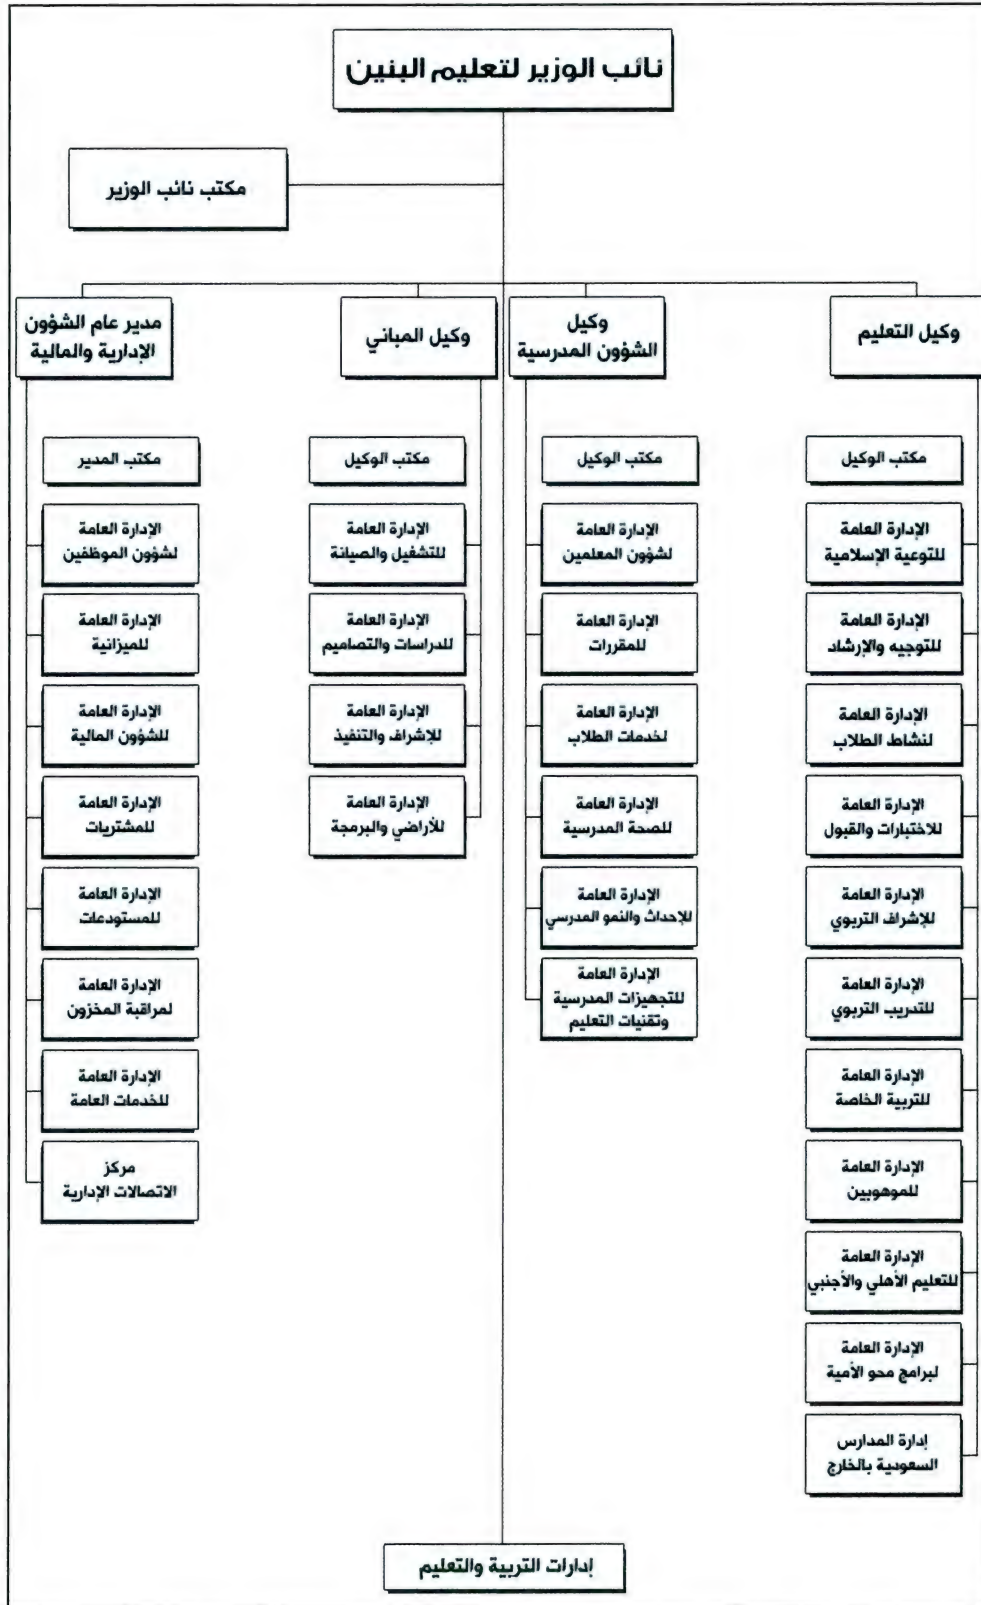 نائب الوزير لتعليم البنين
مكتب نائب الوزير
وكيل التعليم
مكتب الوكيل
الإدارة العامة
للتوعية الإسلامية
الإدارة العامة
للتوجيه والإرشاد
الإدارة العامة
لنشاط الطلاب
الإدارة العامة
للاختبارات والقبول
الإدارة العامة
للإشراف التربوي
الإدارة العامة
للتدريب التربوي
الإدارة العامة
للتربية الخاصة
الإدارة العامة
للموهوبين
الإدارة العامة
للتعليم الأهلي والأجنبي
الإدارة العامة
لبرامج محو الأمية
إدارة المدارس
السعودية بالخارج
وكيل
الشؤون المدرسية
مكتب الوكيل
الإدارة العامة
لشؤون المعلمين
الإدارة العامة
للمقررات
الإدارة العامة
لخدمات الطلاب
الإدارة العامة
للصحة المدرسية
الإدارة العامة
للإحداث والنمو المدرسي
الإدارة العامة
للتجهيزات المدرسية
وتقنيات التعليم
وكيل المباني
مكتب الوكيل
الإدارة العامة
للتشغيل والصيانة
الإدارة العامة
للدراسات والتصاميم
الإدارة العامة
للإشراف والتنفيذ
الإدارة العامة
للأراضي والبرمجة
مدير عام الشؤون
الإدارية والمالية
مكتب المدير
الإدارة العامة
لشؤون الموظفين
الإدارة العامة
للميزانية
الإدارة العامة
للشؤون المالية
الإدارة العامة
للمشتريات
الإدارة العامة
للمستودعات
الإدارة العامة
لمراقبة المخزون
الإدارة العامة
للخدمات العامة
مركز
الاتصالات الإدارية
إدارات التربية والتعليم